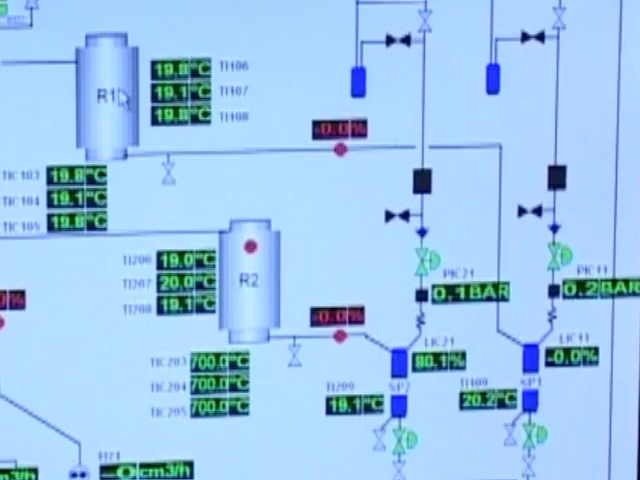 19.8°C TI106
R1
19.1°C TI107
19.8°C TI108
-0.0%
TIC103 19.8°C
TIC104 19.1°C
TIC105 19.8°C
TI206 19.0°C
TI207 20.0°C
TI208 19.1°C
R2
PIC21
0.1BAR
PIC11
0.2BAR
0%
-0.0%
LIC21
80.1%
LIC11
-0.0%
TIC203 700.0°C
TIC204 700.0°C
TIC205 700.0°C
TI209
19.1°C
SP2
20.2°C
SP1
cm3/h
m3/h